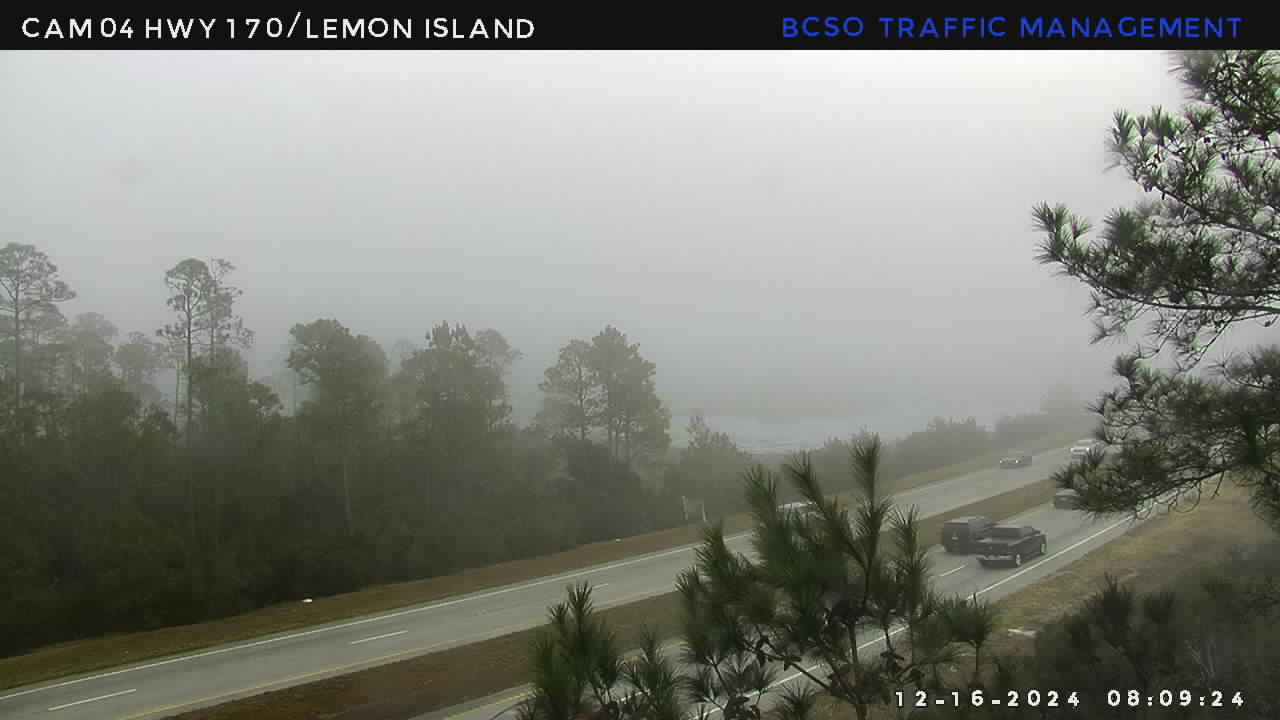 CAM 04 HWY 170/LEMON ISLAND
BCSO TRAFFIC MANAGEMENT
12-16-2024 08:09:24